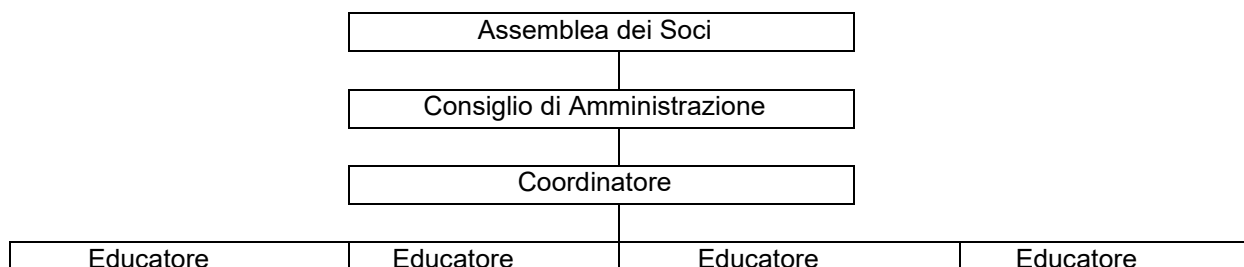 Assemblea dei Soci
Consiglio di Amministrazione
Coordinatore
Educatore Educatore Educatore Educatore